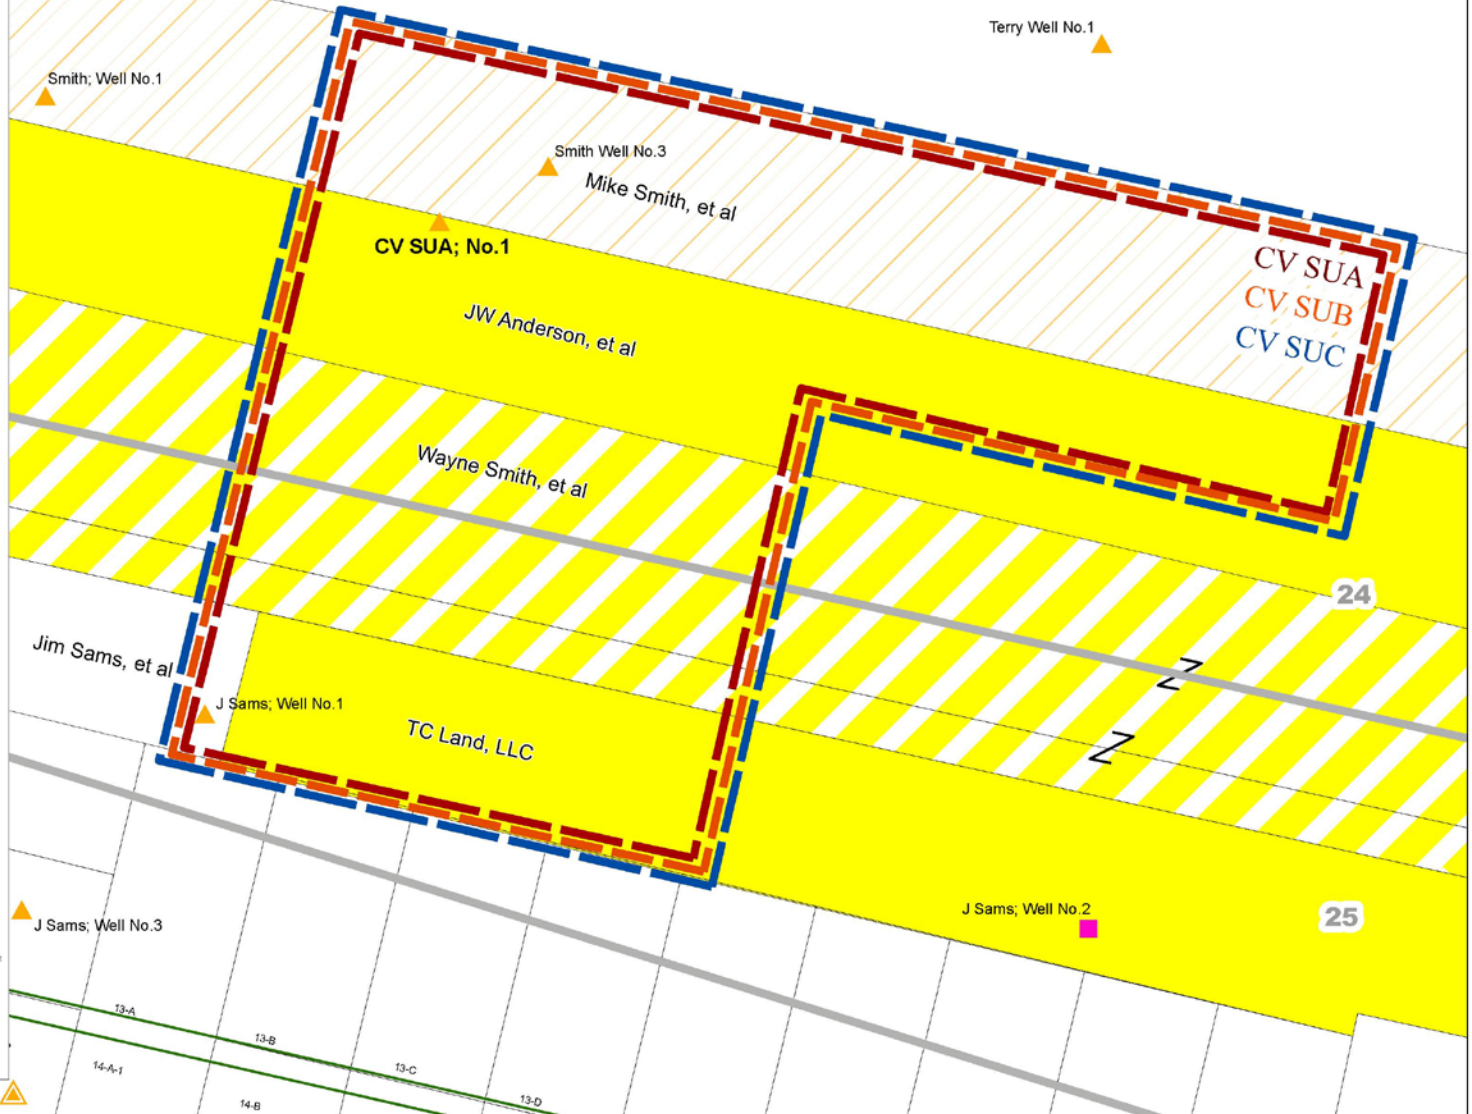 Terry Well No.1
Smith; Well No.1
Smith Well No.3
Mike Smith, et al
CV SUA; No.1
CV SUA
CV SUB
CV SUC
JW Anderson, et al
Wayne Smith, et al
24
Z
Jim Sams, et al
J Sams; Well No.1
TC Land, LLC
Z
J Sams; Well No.2
25
J Sams; Well No.3
13-A
13-B
13-C
13-D
14-A-1
14-B